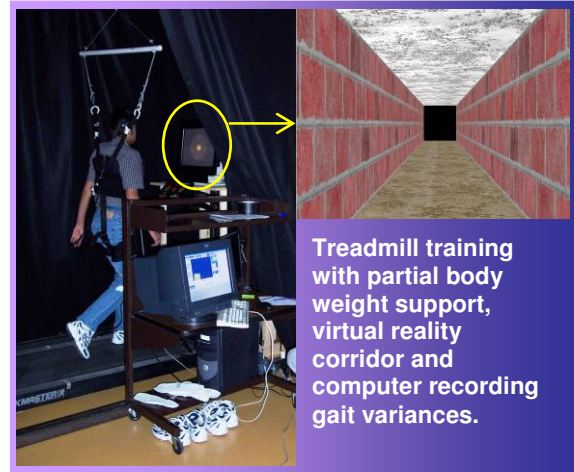 Treadmill training
with partial body
weight support,
virtual reality
corridor and
computer recording
gait variances.